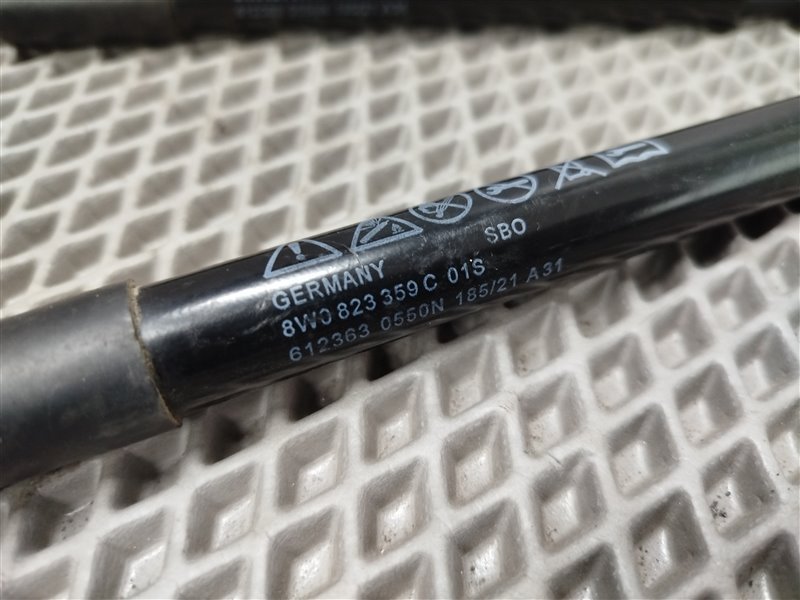 SBO
GERMANY
8W0 823 359 C 01S
612363 0550N 185/21 A31